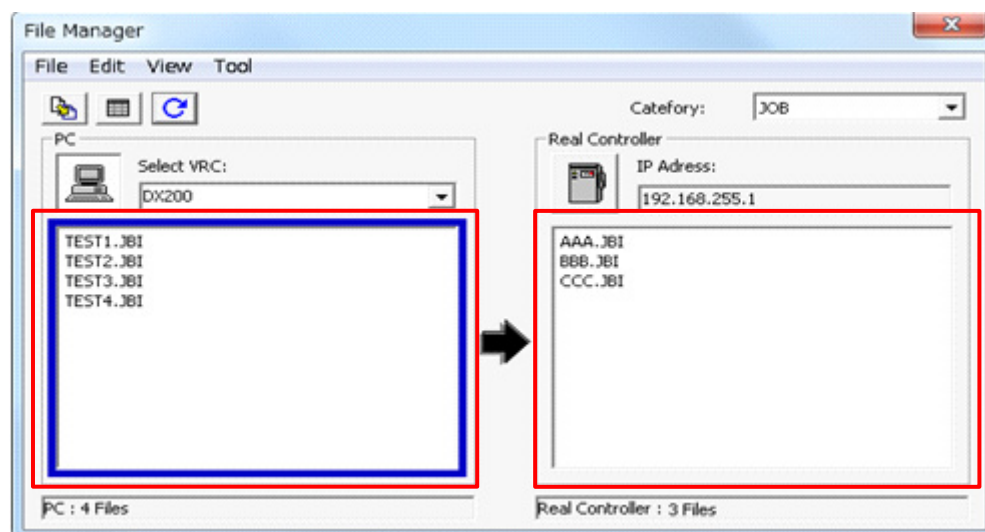 File Manager
File Edit View Tool
Catefory: JOB
PC
Select VRC:
DX200
Real Controller
IP Adress:
192.168.255.1
TEST1.JBI
TEST2.JBI
TEST3.JBI
TEST4.JBI
AAA.JBI
BBB.JBI
CCC.JBI
PC : 4 Files
Real Controller : 3 Files